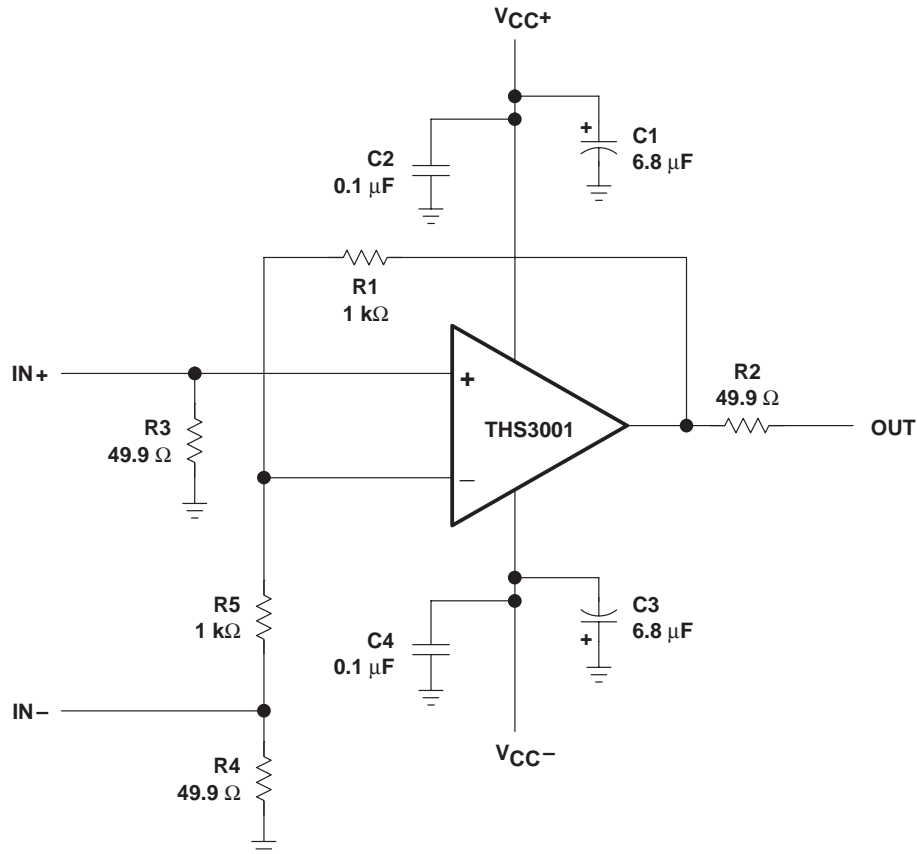 VCC+
C1
6.8 μF
+
C2
0.1 μF
R1
1 kΩ
IN+
+
R2
49.9 Ω
R3
49.9 Ω
THS3001
OUT
−
R5
1 kΩ
C3
6.8 μF
+
C4
0.1 μF
IN−
VCC−
R4
49.9 Ω